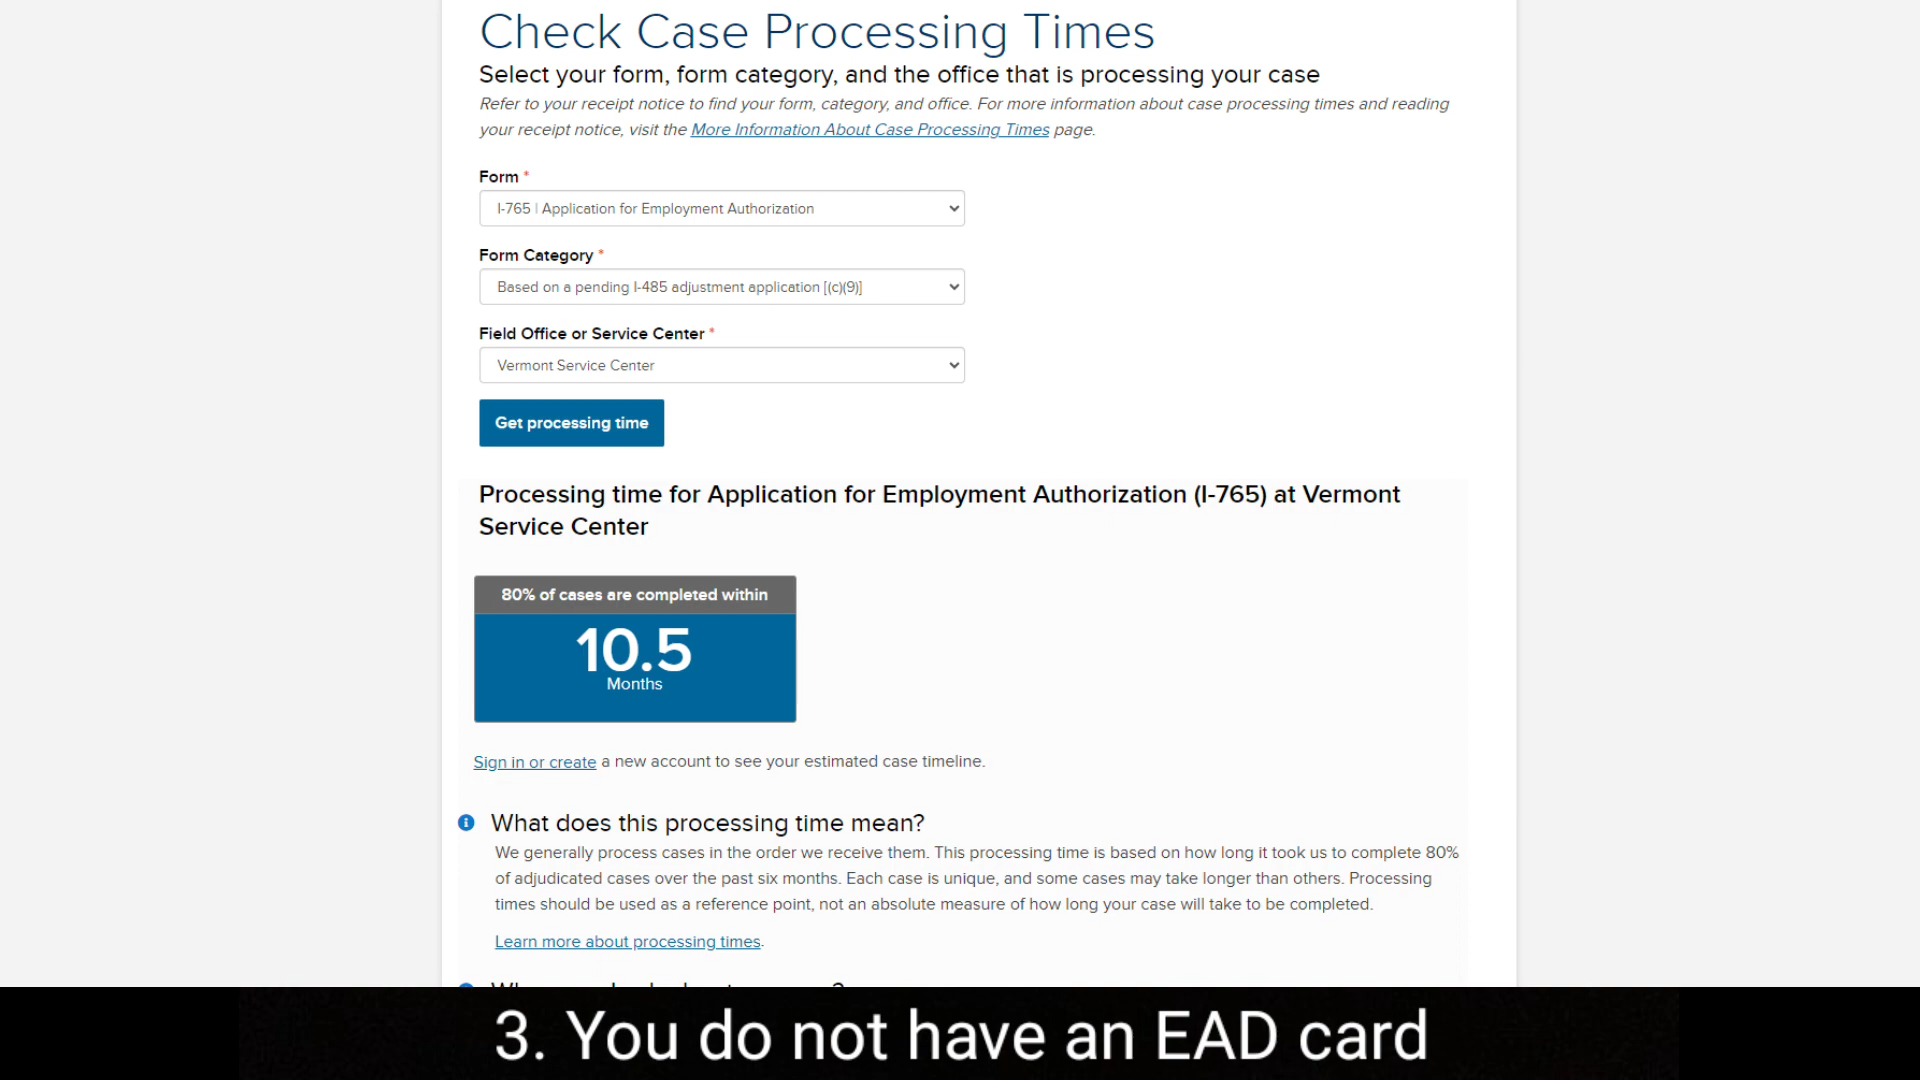 Check Case Processing Times
Select your form, form category, and the office that is processing your case
Refer to your receipt notice to find your form, category, and office. For more information about case processing times and reading
your receipt notice, visit the More Information About Case Processing Times page.
Form *
I-765 | Application for Employment Authorization
Form Category *
Based on a pending I-485 adjustment application [(c)(9)]
Field Office or Service Center *
Vermont Service Center
Get processing time
Processing time for Application for Employment Authorization (I-765) at Vermont
Service Center
80% of cases are completed within
10.5
Months
Sign in or create a new account to see your estimated case timeline.
What does this processing time mean?
We generally process cases in the order we receive them. This processing time is based on how long it took us to complete 80%
of adjudicated cases over the past six months. Each case is unique, and some cases may take longer than others. Processing
times should be used as a reference point, not an absolute measure of how long your case will take to be completed.
Learn more about processing times.
3. You do not have an EAD card